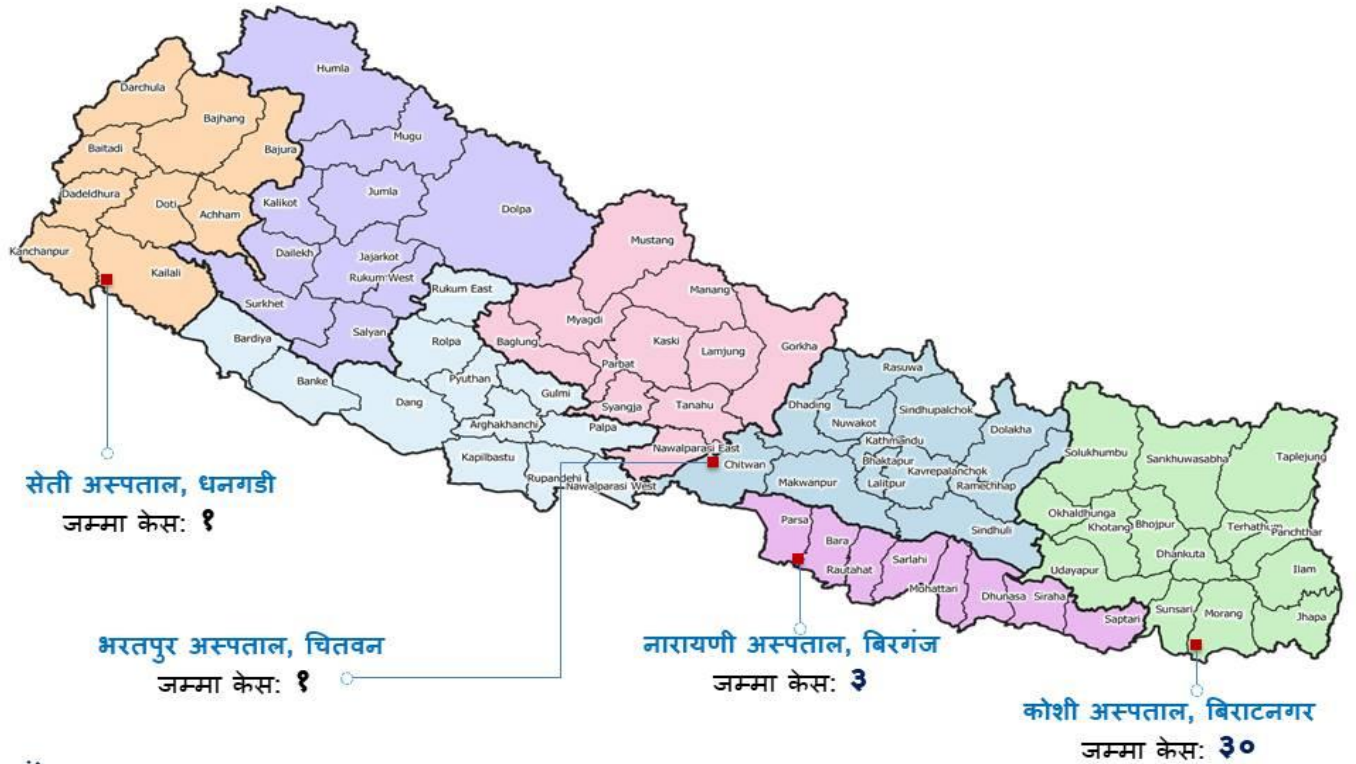 Humla
Darchula
Bajhang
Mugu
Baitadi
Bajura
Dadeldhura
Doti
Achham
Kalikot
Jumla
Dolpa
Kanchanpur
Kailali
Dailekh
Jajarkot
Rukum West
Surkhet
Salyan
Rukum East
Mustang
Manang
Myagdi
Baglung
Kaski
Lamjung
Gorkha
Parbat
Syangja
Tanahu
Nawalparasi East
Bardiya
Banke
Dang
Rolpa
Pyuthan
Gulmi
Arghakhanchi
Palpa
Kapilbastu
Rupandehi
Nawalparasi West
Chitwan
Rasuwa
Dhading
Nuwakot
Sindhupalchok
Dolakha
Kathmandu
Bhaktapur
Kavrepalanchok
Lalitpur
Ramechhap
Makwanpur
Sindhuli
Parsa
Bara
Rautahat
Sarlahi
Mohattari
Dhunasa
Siraha
Saptari
Solukhumbu
Sankhuwasabha
Taplejung
Okhaldhunga
Khotang
Bhojpur
Terhathum
Panchthar
Dhankuta
Udayapur
Ilam
Sunsari
Morang
Jhapa
सेती अस्पताल, धनगडी
जम्मा केस: १
भरतपुर अस्पताल, चितवन
जम्मा केस: १
नारायणी अस्पताल, बिरगंज
जम्मा केस: ३
कोशी अस्पताल, बिराटनगर
जम्मा केस: ३०